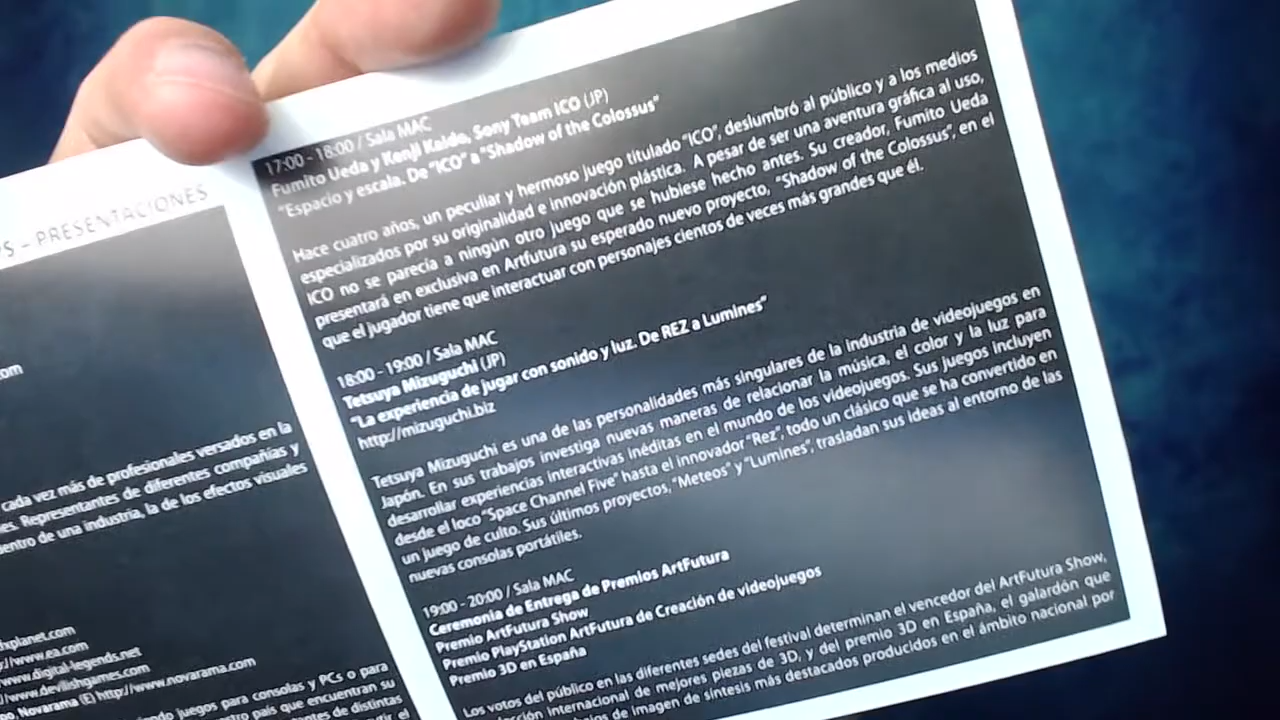 PRESENTACIONES
cada vez más de profesionales versados en la
Representantes de diferentes compañías y
dentro de una industria, la de los efectos visuales
http://www.ea.com
www.digital-legends.net
www.devilishgames.com
Novarama (E) http://www.novarama.com
juegos para consolas y PCs o para
país que encuentran su
de distintas
17:00 - 18:00 / Sala MAC
Fumito Ueda y Kenji Kaido, Sony Team ICO (JP)
"Espacio y escala. De "ICO" a "Shadow of the Colossus"
Hace cuatro años, un peculiar y hermoso juego titulado "ICO", deslumbró al público y a los medios
especializados por su originalidad e innovación plástica. A pesar de ser una aventura gráfica al uso,
ICO no se parecía a ningún otro juego que se hubiese hecho antes. Su creador, Fumito Ueda
presentará en exclusiva en Artfutura su esperado nuevo proyecto, "Shadow of the Colossus", en el
que el jugador tiene que interactuar con personajes cientos de veces más grandes que él.
18:00 - 19:00 / Sala MAC
Tetsuya Mizuguchi (JP)
"La experiencia de jugar con sonido y luz. De REZ a Lumines"
http://mizuguchi.biz
Tetsuya Mizuguchi es una de las personalidades más singulares de la industria de videojuegos en
Japón. En sus trabajos investiga nuevas maneras de relacionar la música, el color y la luz para
desarrollar experiencias interactivas inéditas en el mundo de los videojuegos. Sus juegos incluyen
desde el loco "Space Channel Five" hasta el innovador "Rez", todo un clásico que se ha convertido en
un juego de culto. Sus últimos proyectos, "Meteos" y "Lumines", trasladan sus ideas al entorno de las
nuevas consolas portátiles.
19:00 - 20:00 / Sala MAC
Ceremonia de Entrega de Premios ArtFutura
Premio ArtFutura Show
Premio PlayStation ArtFutura de Creación de videojuegos
Premio 3D en España
Los votos del público en las diferentes sedes del festival determinan el vencedor del ArtFutura Show,
internacional de mejores piezas de 3D, y del premio 3D en España, el galardón que
de imagen de síntesis más destacados producidos en el ámbito nacional por